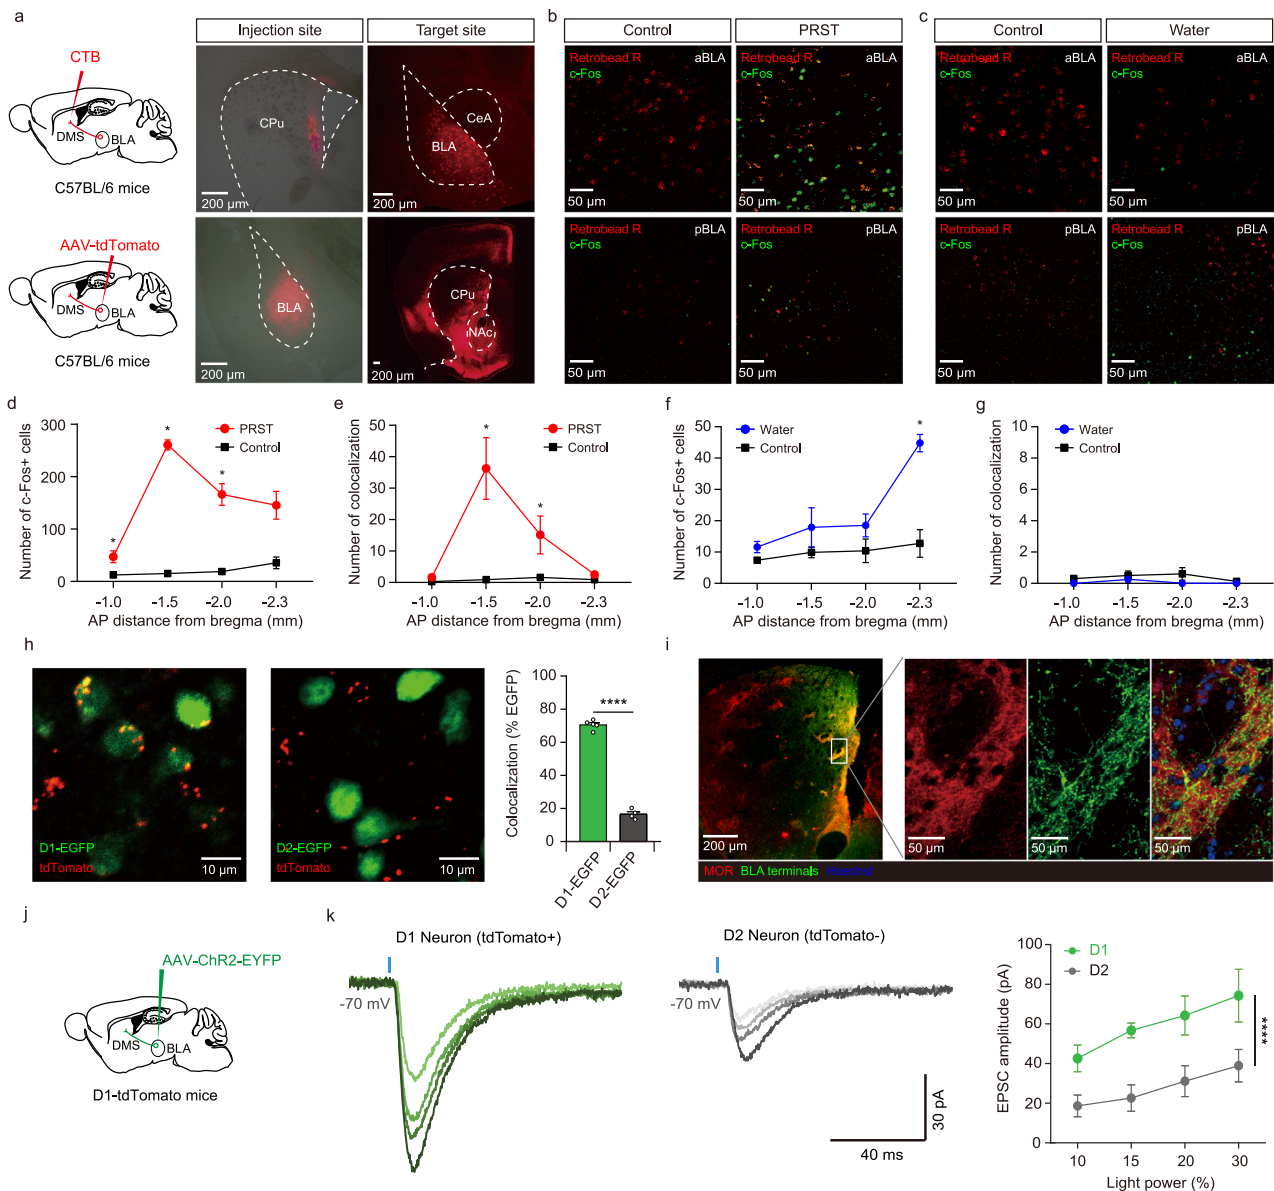 a
CTB
DMS
BLA
C57BL/6 mice
AAV-tdTomato
DMS
BLA
C57BL/6 mice
Injection site
Target site
CPu
200 µm
CeA
BLA
200 µm
BLA
200 µm
CPu
NAc
200 µm
b
Control
PRST
Retrobead R
c-Fos
aBLA
50 µm
Retrobead R
c-Fos
aBLA
50 µm
Retrobead R
c-Fos
pBLA
50 µm
Retrobead R
c-Fos
pBLA
50 µm
c
Control
Water
Retrobead R
c-Fos
aBLA
50 µm
Retrobead R
c-Fos
aBLA
50 µm
Retrobead R
c-Fos
pBLA
50 µm
Retrobead R
c-Fos
pBLA
50 µm
d
Number of c-Fos+ cells
300
200
100
50
0
PRST
Control
*
*
*
-1.0 -1.5 -2.0 -2.3
AP distance from bregma (mm)
e
Number of colocalization
50
40
30
20
10
0
PRST
Control
*
*
-1.0 -1.5 -2.0 -2.3
AP distance from bregma (mm)
f
Number of c-Fos+ cells
50
40
30
20
10
0
Water
Control
*
-1.0 -1.5 -2.0 -2.3
AP distance from bregma (mm)
g
Number of colocalization
10
8
6
4
2
0
Water
Control
-1.0 -1.5 -2.0 -2.3
AP distance from bregma (mm)
h
D1-EGFP
tdTomato
10 µm
D2-EGFP
tdTomato
10 µm
Colocalization (% EGFP)
100
80
60
40
20
0
****
D1-EGFP
D2-EGFP
i
200 µm
50 µm
50 µm
50 µm
MOR BLA terminals Hoechst
j
AAV-ChR2-EYFP
DMS
BLA
D1-tdTomato mice
k
D1 Neuron (tdTomato+)
-70 mV
D2 Neuron (tdTomato-)
-70 mV
30 pA
40 ms
EPSC amplitude (pA)
100
80
60
40
20
0
D1
D2
****
10 15 20 30
Light power (%)